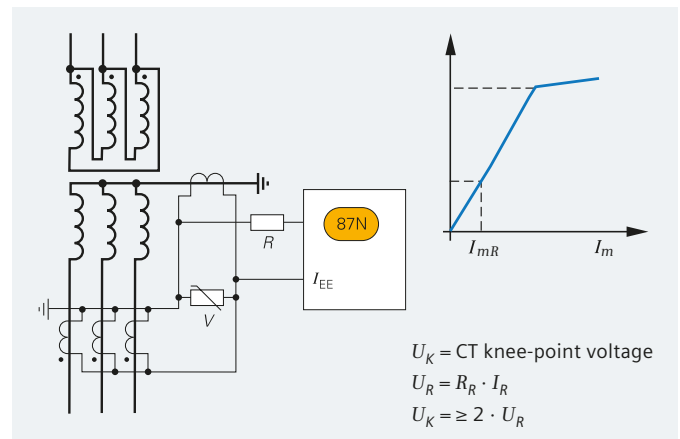 87N
R
I_EE
V
I_mR
I_m
U_K = CT knee-point voltage
U_R = R_R · I_R
U_K = ≥ 2 · U_R